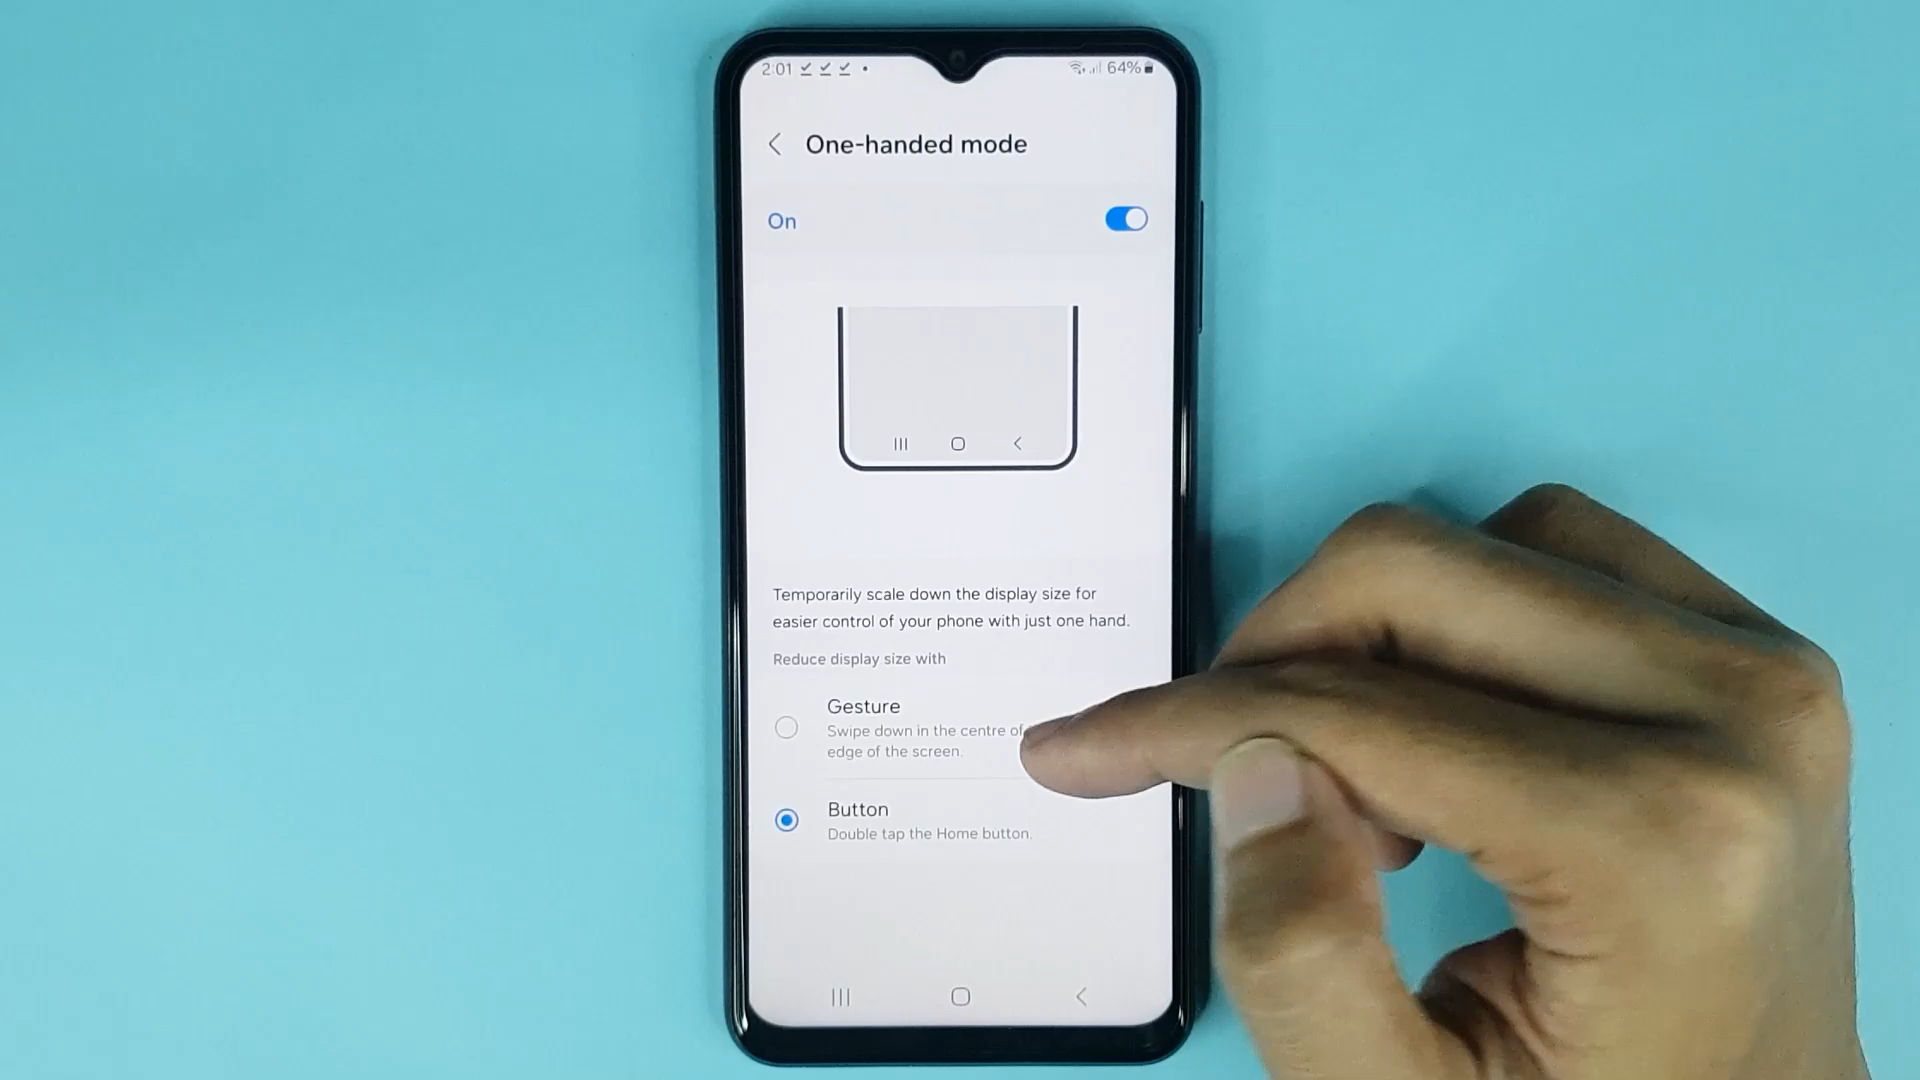 2:01
64%
One-handed mode
On
Temporarily scale down the display size for
easier control of your phone with just one hand.
Reduce display size with
Gesture
Swipe down in the centre of
edge of the screen.
Button
Double tap the Home button.